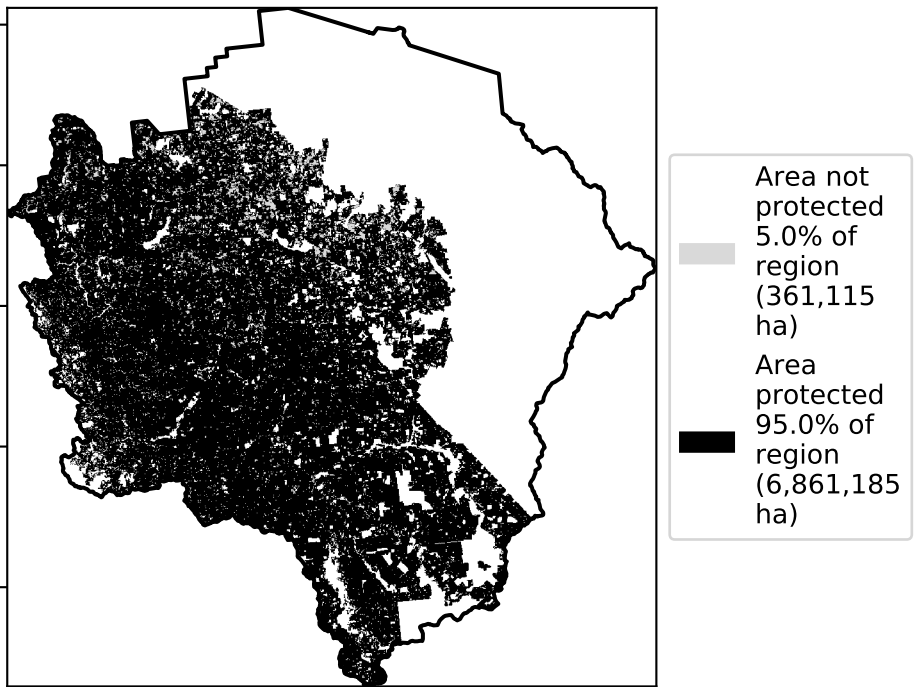 Area not
protected
5.0% of
region
(361,115
ha)
Area
protected
95.0% of
region
(6,861,185
ha)